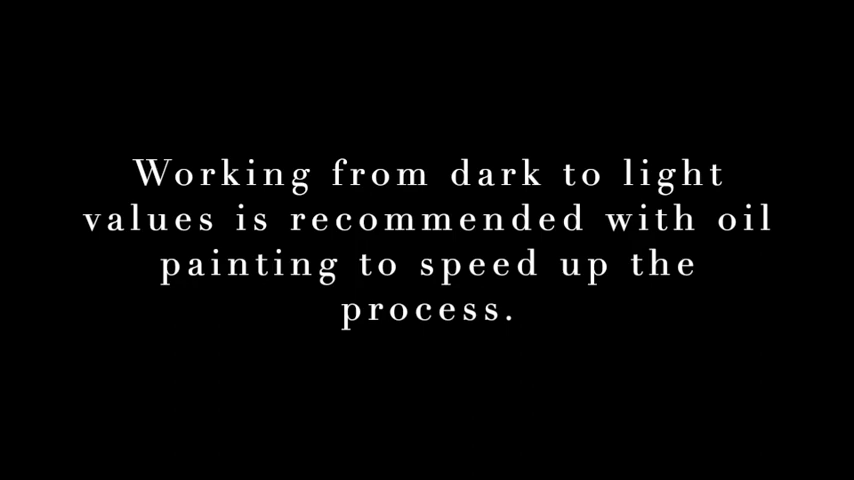 Working from dark to light
values is recommended with oil
painting to speed up the
process.